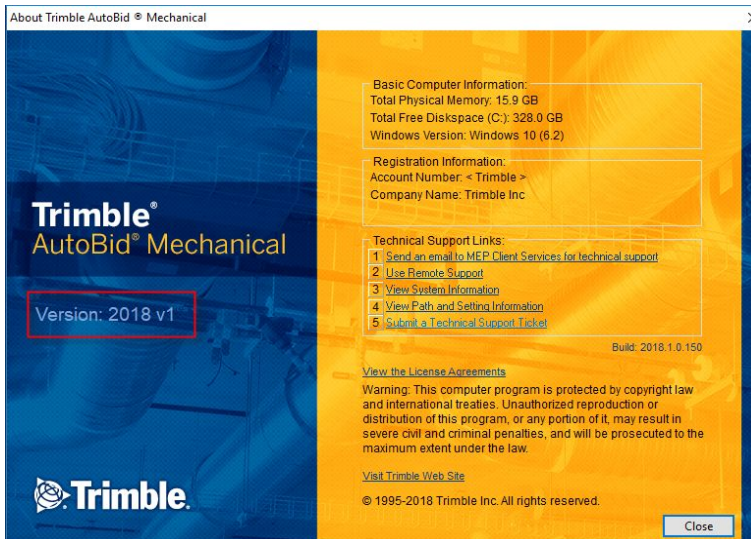 About Trimble AutoBid ® Mechanical
Trimble®
AutoBid® Mechanical
Version: 2018 v1
Trimble.
Basic Computer Information:
Total Physical Memory: 15.9 GB
Total Free Diskspace (C:): 328.0 GB
Windows Version: Windows 10 (6.2)
Registration Information:
Account Number: < Trimble >
Company Name: Trimble Inc
Technical Support Links:
1 Send an email to MEP Client Services for technical support
2 Use Remote Support
3 View System Information
4 View Path and Setting Information
5 Submit a Technical Support Ticket
Build: 2018.1.0.150
View the License Agreements
Warning: This computer program is protected by copyright law
and international treaties. Unauthorized reproduction or
distribution of this program, or any portion of it, may result in
severe civil and criminal penalties, and will be prosecuted to the
maximum extent under the law.
Visit Trimble Web Site
© 1995-2018 Trimble Inc. All rights reserved.
Close